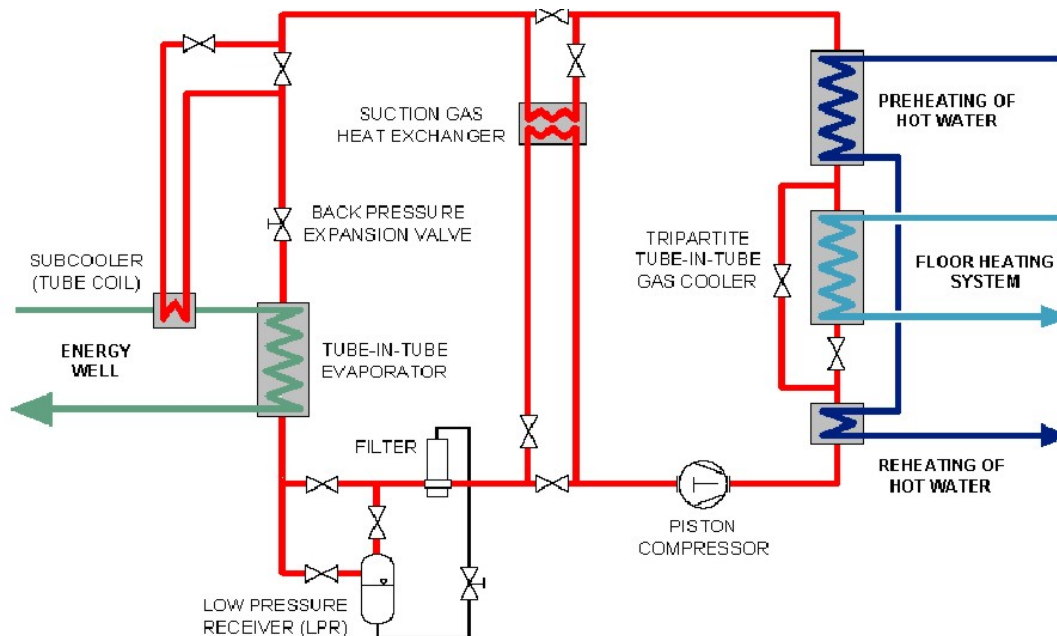 SUCTION GAS
HEAT EXCHANGER
PREHEATING OF
HOT WATER
BACK PRESSURE
EXPANSION VALVE
TRIPARTITE
TUBE-IN-TUBE
GAS COOLER
FLOOR HEATING
SYSTEM
SUBCOOLER
(TUBE COIL)
ENERGY
WELL
TUBE-IN-TUBE
EVAPORATOR
FILTER
REHEATING OF
HOT WATER
PISTON
COMPRESSOR
LOW PRESSURE
RECEIVER (LPR)